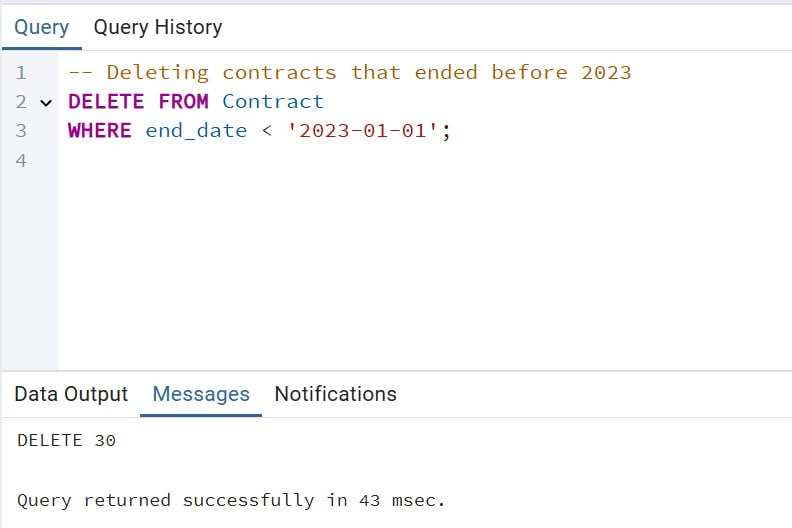 Query Query History
1 -- Deleting contracts that ended before 2023
2 DELETE FROM Contract
3 WHERE end_date < '2023-01-01';
4
Data Output Messages Notifications
DELETE 30
Query returned successfully in 43 msec.